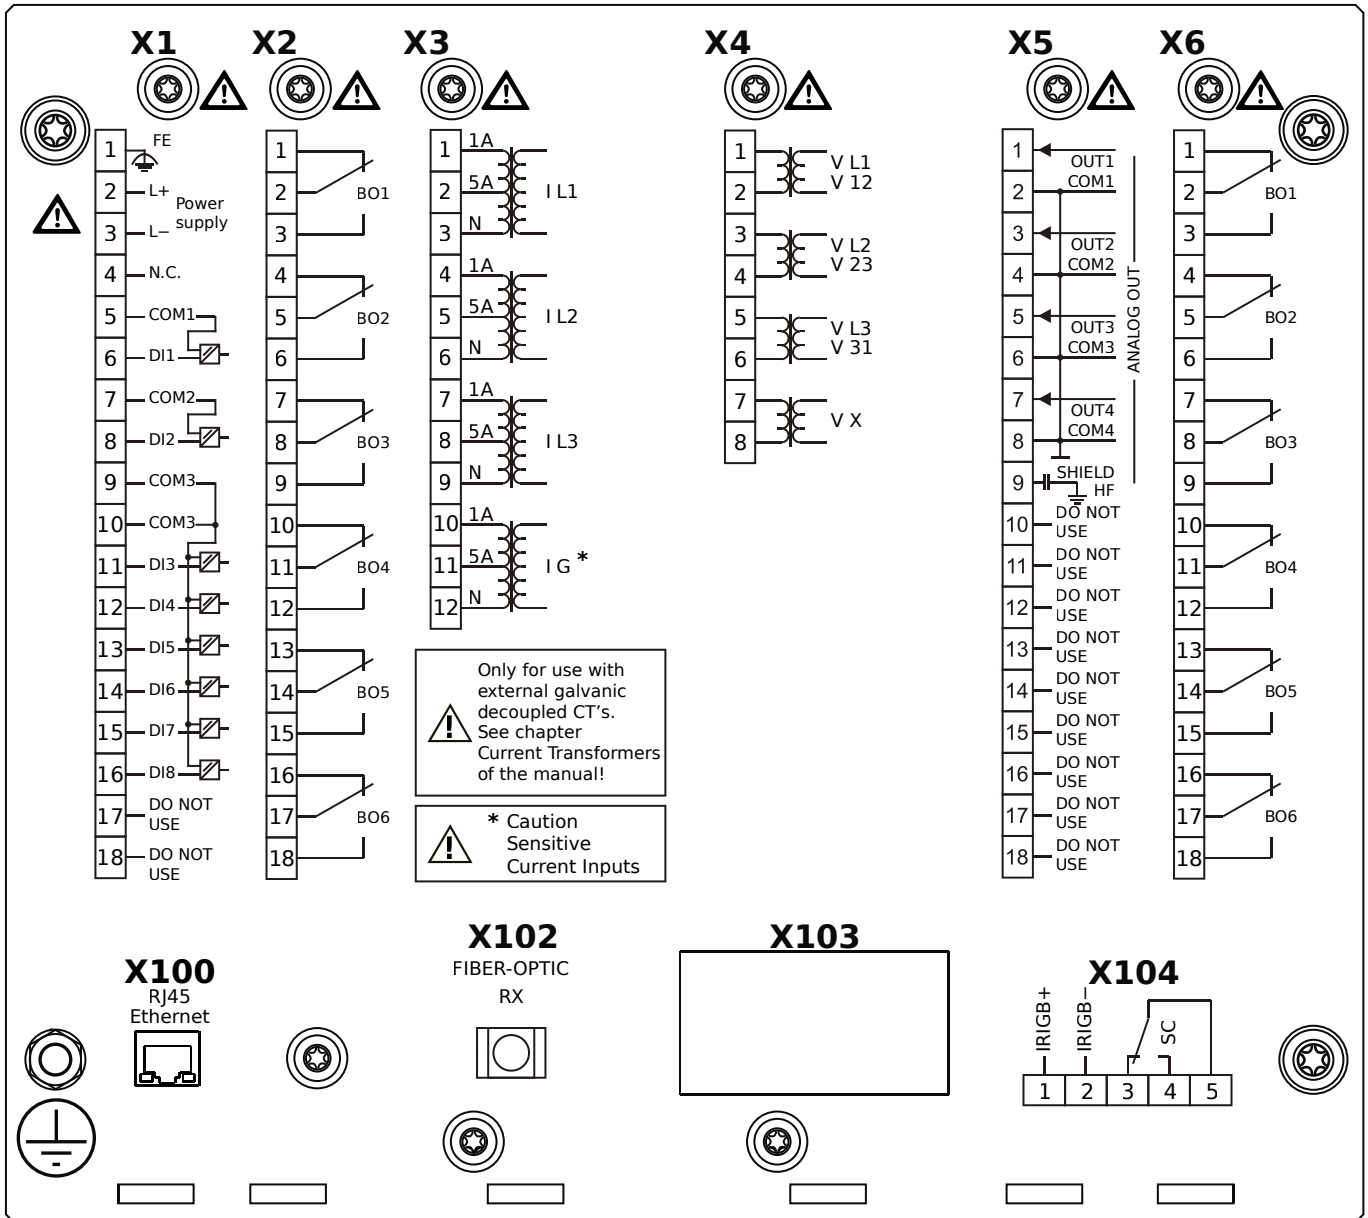 X1
X2
X3
X4
X5
X6
1 FE
2 L+
Power
supply
3 L−
4 N.C.
5 COM1
6 DI1
7 COM2
8 DI2
9 COM3
10 COM3
11 DI3
12 DI4
13 DI5
14 DI6
15 DI7
16 DI8
17 DO NOT
USE
18 DO NOT
USE
1
2 BO1
3
4
5 BO2
6
7
8 BO3
9
10
11 BO4
12
13
14 BO5
15
16
17 BO6
18
1 1A
2 5A I L1
3 N
4 1A
5 5A I L2
6 N
7 1A
8 5A I L3
9 N
10 1A
11 5A I G *
12 N
Only for use with
external galvanic
decoupled CT's.
See chapter
Current Transformers
of the manual!
* Caution
Sensitive
Current Inputs
1 V L1
2 V 12
3 V L2
4 V 23
5 V L3
6 V 31
7 V X
8
1 OUT1
2 COM1
3 OUT2
4 COM2
5 OUT3
6 COM3
7 OUT4
8 COM4
ANALOG OUT
9 SHIELD
HF
10 DO NOT
USE
11 DO NOT
USE
12 DO NOT
USE
13 DO NOT
USE
14 DO NOT
USE
15 DO NOT
USE
16 DO NOT
USE
17 DO NOT
USE
18 DO NOT
USE
1
2 BO1
3
4
5 BO2
6
7
8 BO3
9
10
11 BO4
12
13
14 BO5
15
16
17 BO6
18
X100
RJ45
Ethernet
X102
FIBER-OPTIC
RX
X103
X104
IRIGB+
IRIGB−
SC
1 2 3 4 5